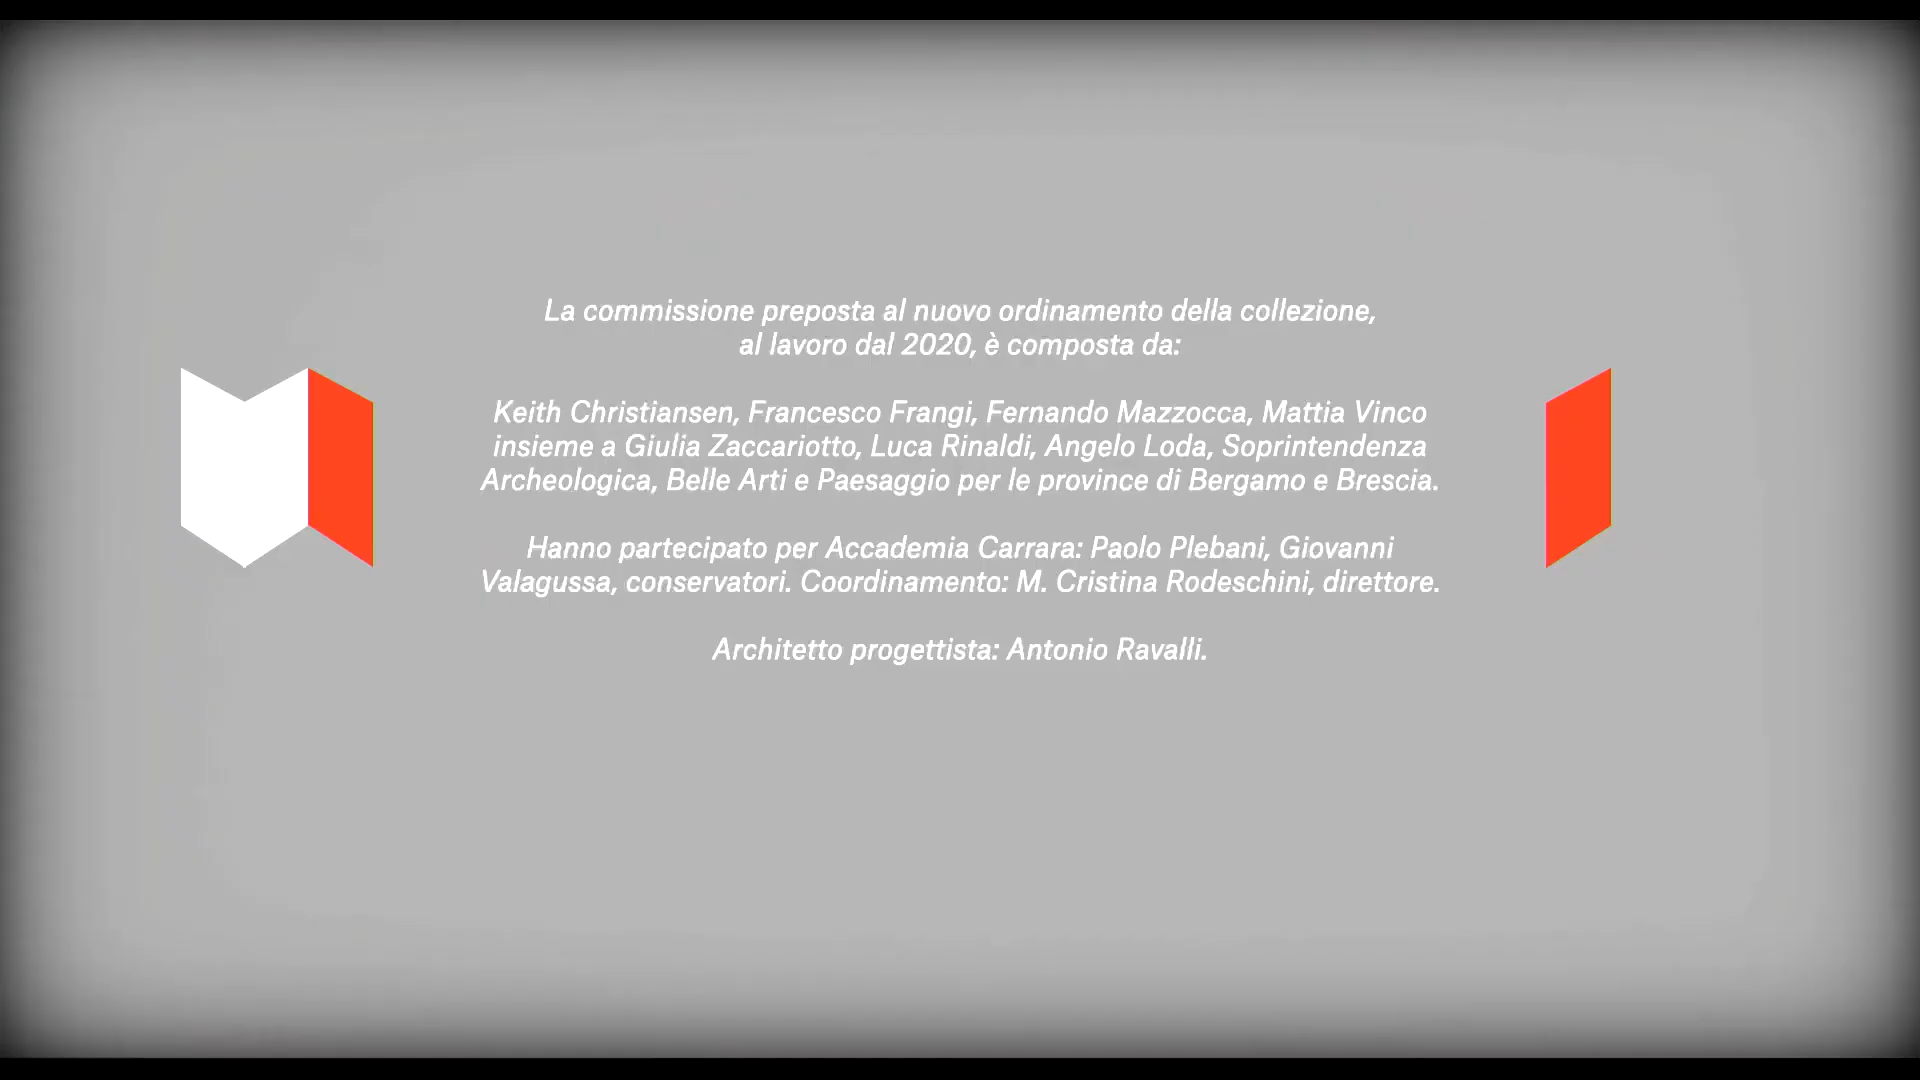 La commissione preposta al nuovo ordinamento della collezione,
al lavoro dal 2020, è composta da:
Keith Christiansen, Francesco Frangi, Fernando Mazzocca, Mattia Vinco
insieme a Giulia Zaccariotto, Luca Rinaldi, Angelo Loda, Soprintendenza
Archeologica, Belle Arti e Paesaggio per le province di Bergamo e Brescia.
Hanno partecipato per Accademia Carrara: Paolo Plebani, Giovanni
Valagussa, conservatori. Coordinamento: M. Cristina Rodeschini, direttore.
Architetto progettista: Antonio Ravalli.